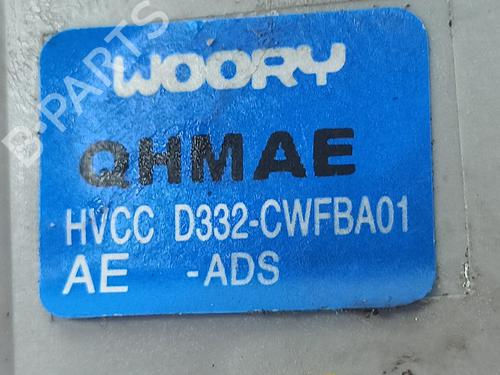 WOORY
QHMAE
HVCC D332-CWFBA01
AE -ADS
B-PARTS